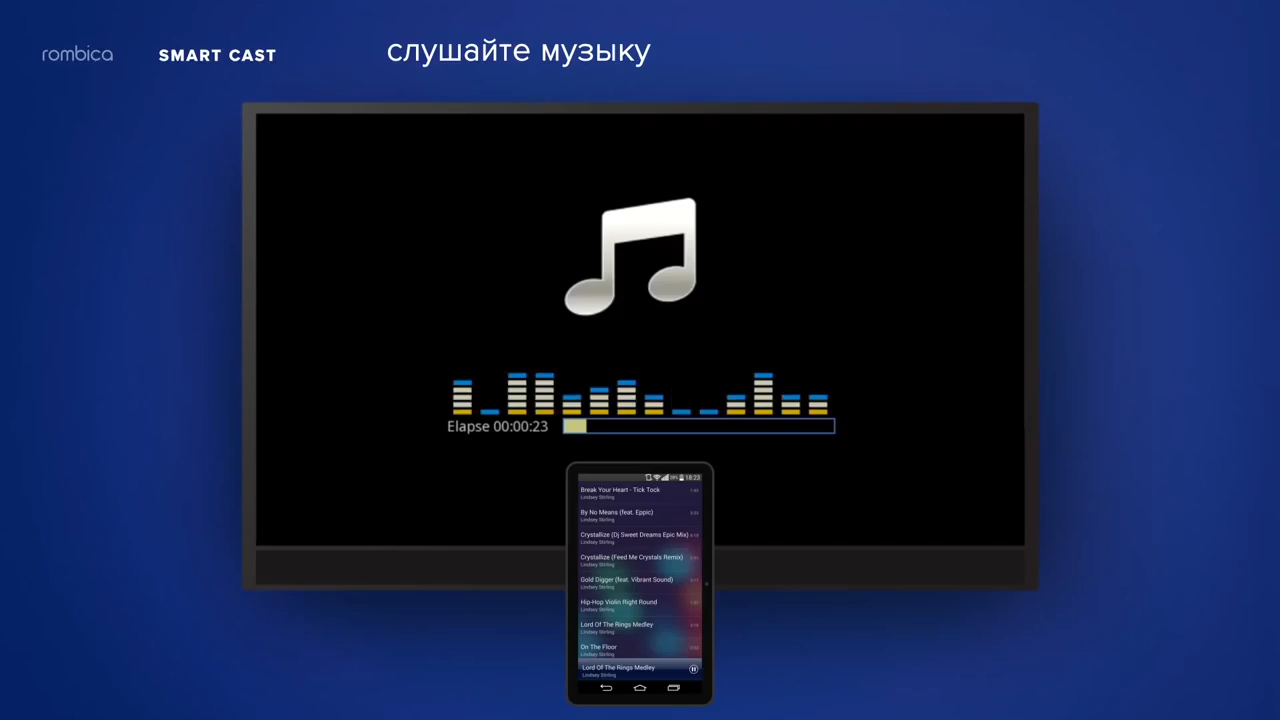 rombica
SMART CAST
слушайте музыку
Elapse 00:00:23
18:23
Break Your Heart - Tick Tock
Lindsey Stirling
By No Means (feat. Eppic)
Lindsey Stirling
Crystallize (Dj Sweet Dreams Epic Mix)
Lindsey Stirling
Crystallize (Feed Me Crystals Remix)
Lindsey Stirling
Gold Digger (feat. Vibrant Sound)
Lindsey Stirling
Hip-Hop Violin Right Round
Lindsey Stirling
Lord Of The Rings Medley
Lindsey Stirling
On The Floor
Lindsey Stirling
Lord Of The Rings Medley
Lindsey Stirling